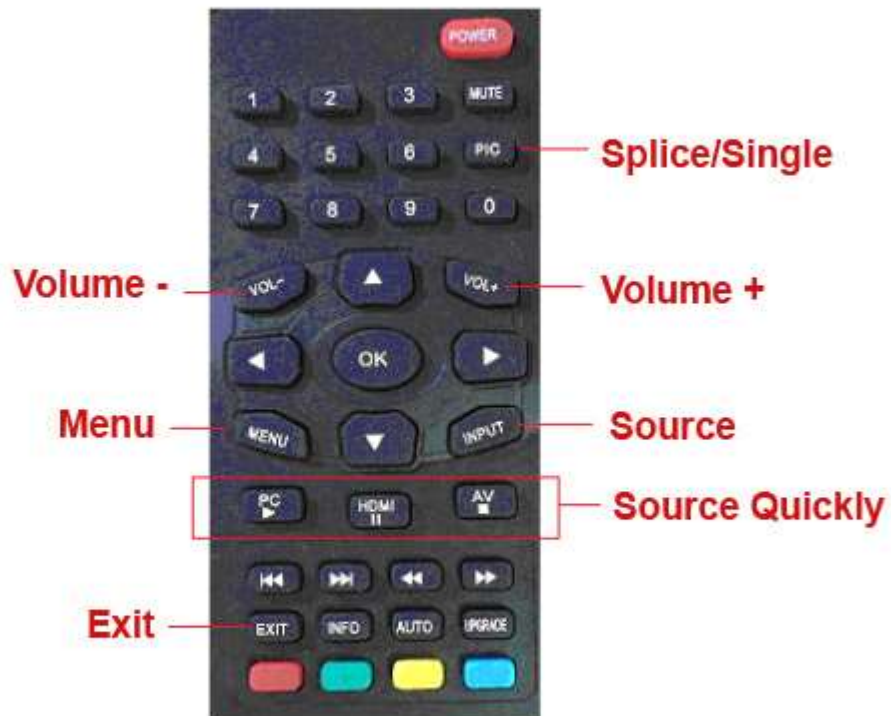 POWER
1 2 3 MUTE
4 5 6 PIC Splice/Single
7 8 9 0
Volume - VOL- VOL+ Volume +
OK
Menu MENU INPUT Source
PC HDMI AV Source Quickly
Exit EXIT INFO AUTO UPGRADE